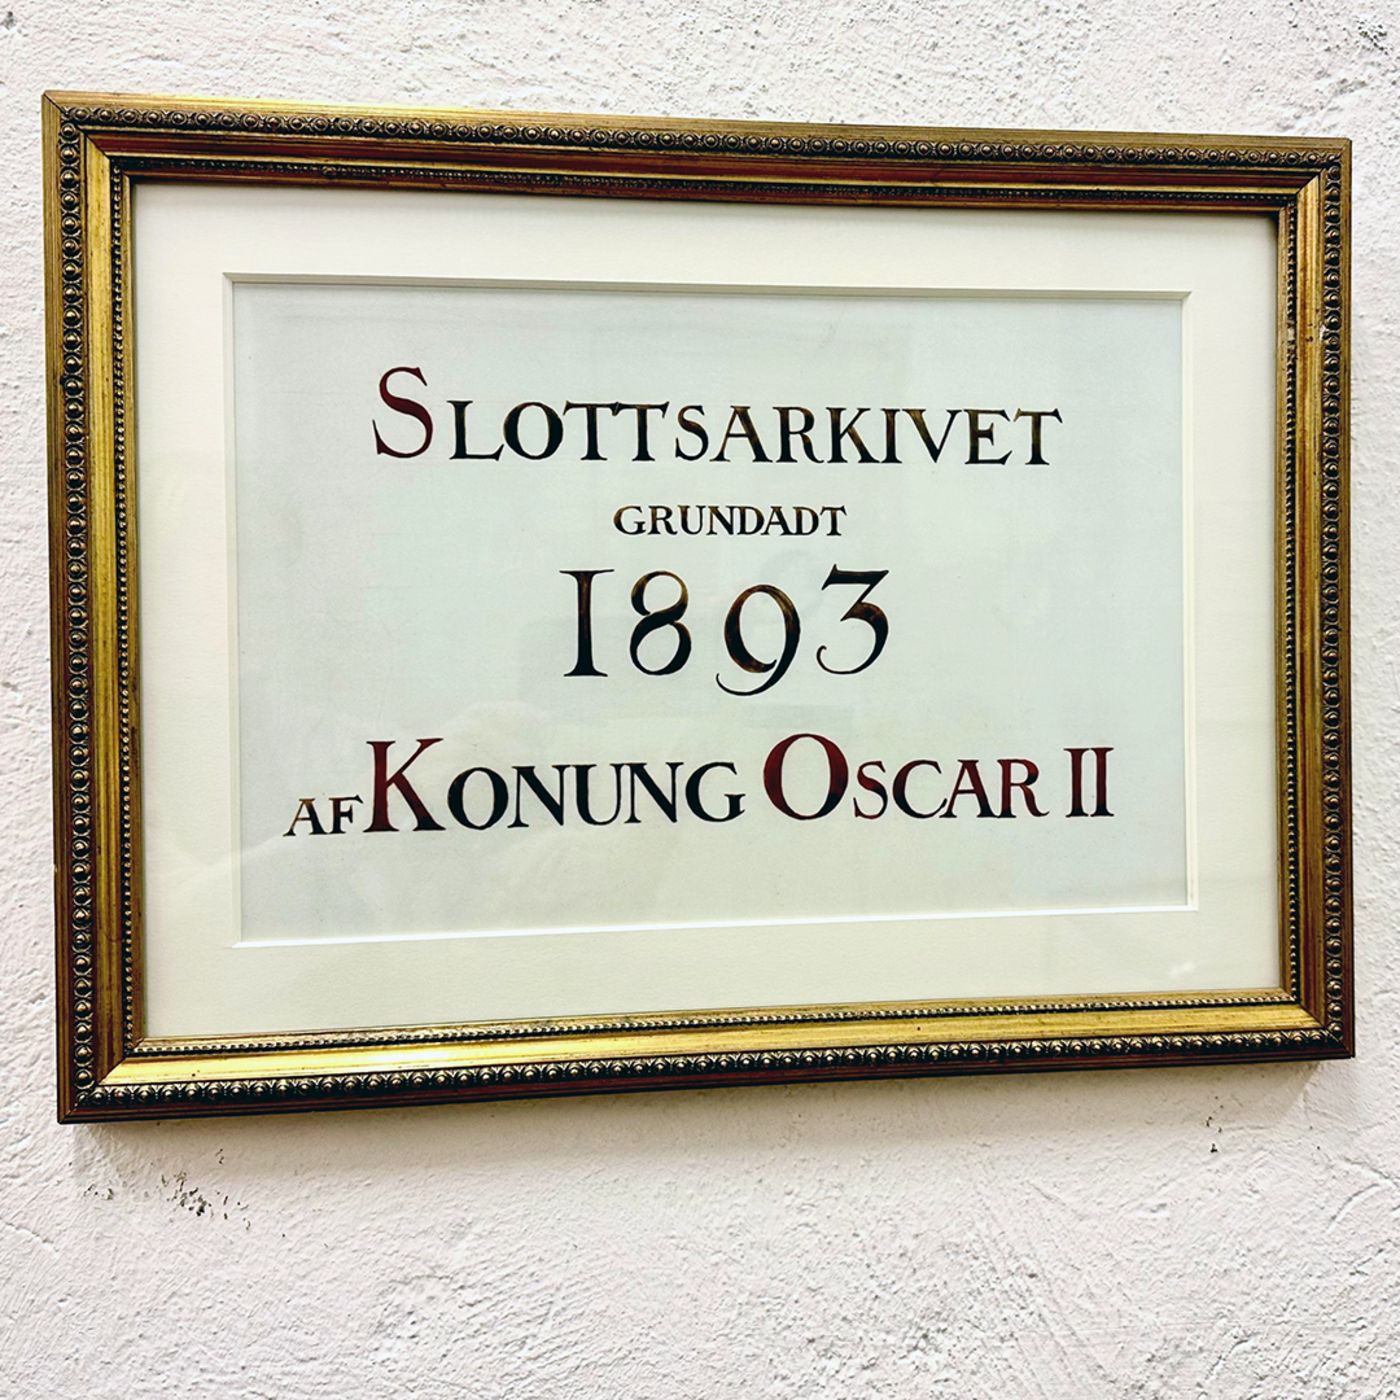 SLOTTSARKIVET
GRUNDADT
1893
AF KONUNG OSCAR II